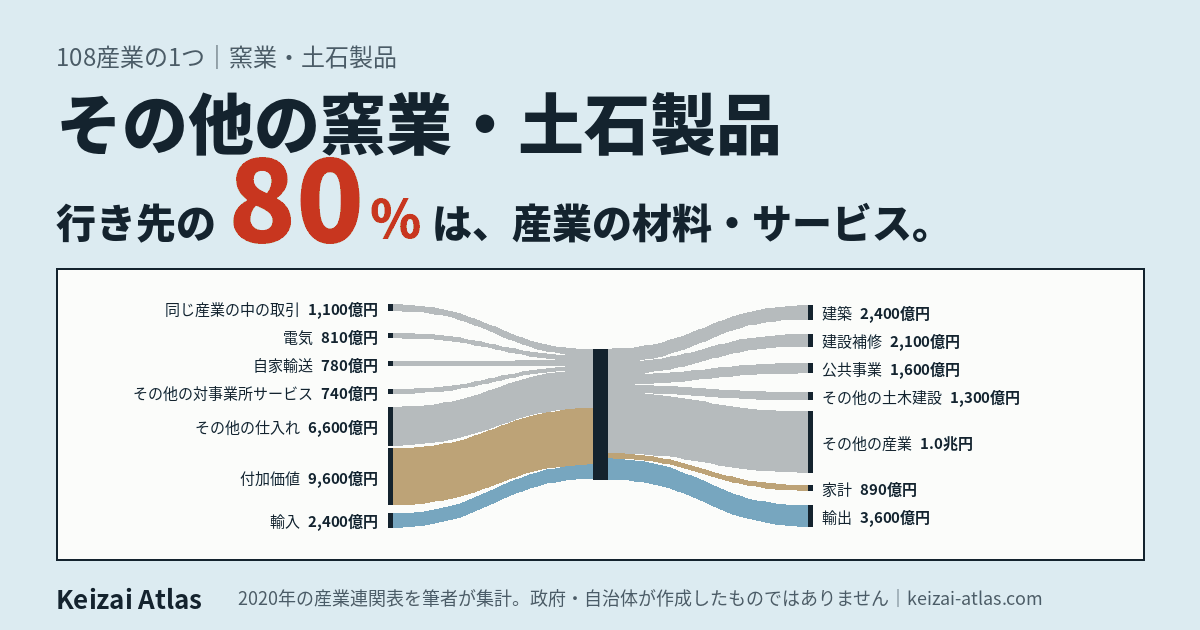 108産業の1つ｜窯業・土石製品
その他の窯業・土石製品
行き先の 80% は、産業の材料・サービス。
同じ産業の中の取引 1,100億円
電気 810億円
自家輸送 780億円
その他の対事業所サービス 740億円
その他の仕入れ 6,600億円
付加価値 9,600億円
輸入 2,400億円
建築 2,400億円
建設補修 2,100億円
公共事業 1,600億円
その他の土木建設 1,300億円
その他の産業 1.0兆円
家計 890億円
輸出 3,600億円
Keizai Atlas
2020年の産業連関表を筆者が集計。政府・自治体が作成したものではありません｜keizai-atlas.com